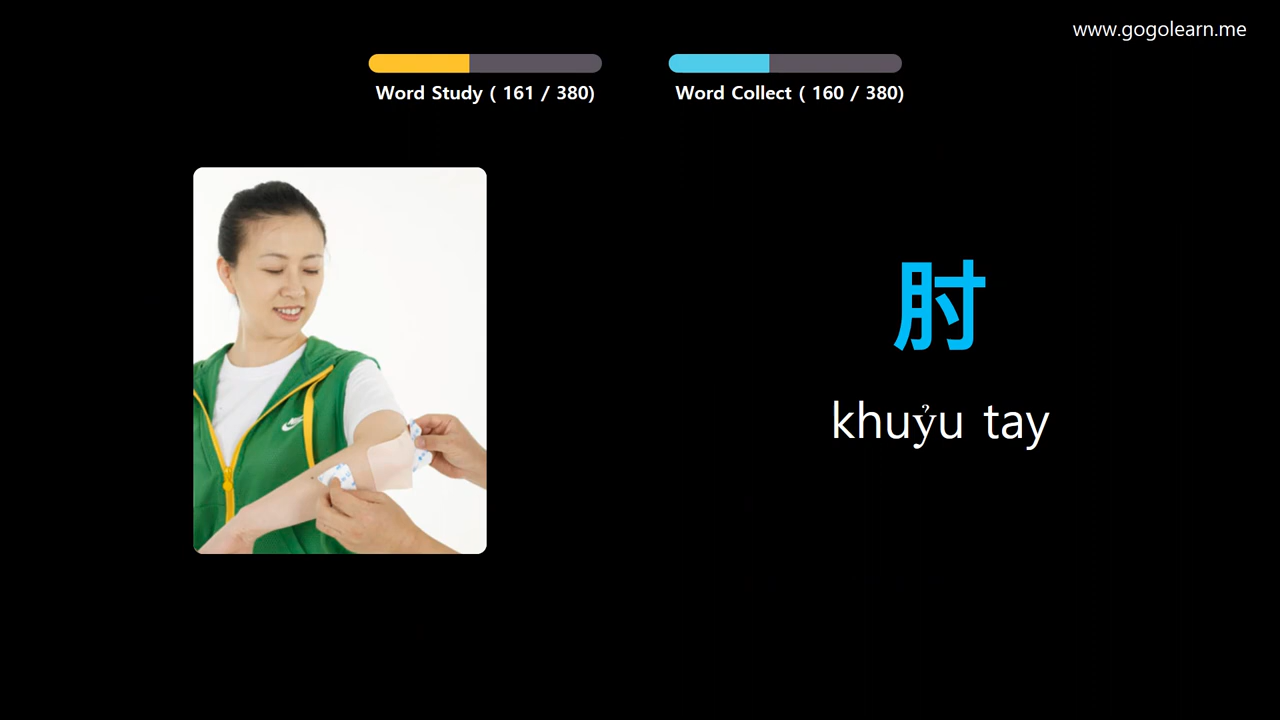 www.gogolearn.me
Word Study ( 161 / 380)
Word Collect ( 160 / 380)
肘
khuỷu tay